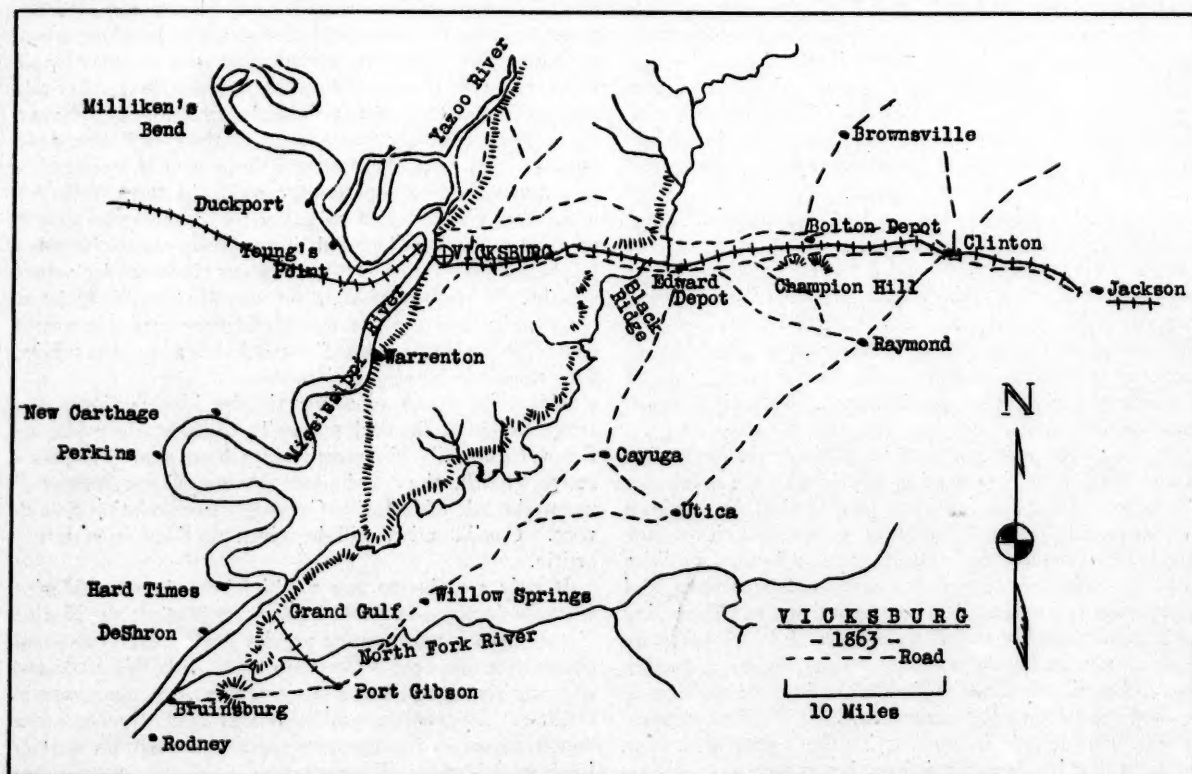 Yazoo River
Milliken's
Bend
Brownsville
Duckport
Young's
Point
VICKSBURG
Bolton Depot
Clinton
Edward
Depot
Champion Hill
Jackson
Black
Ridge
Mississippi River
Warrenton
Raymond
N
New Carthage
Perkins
Cayuga
Utica
Hard Times
Willow Springs
Grand Gulf
DeShron
North Fork River
Port Gibson
Bruinsburg
Rodney
VICKSBURG
- 1863 -
Road
10 Miles